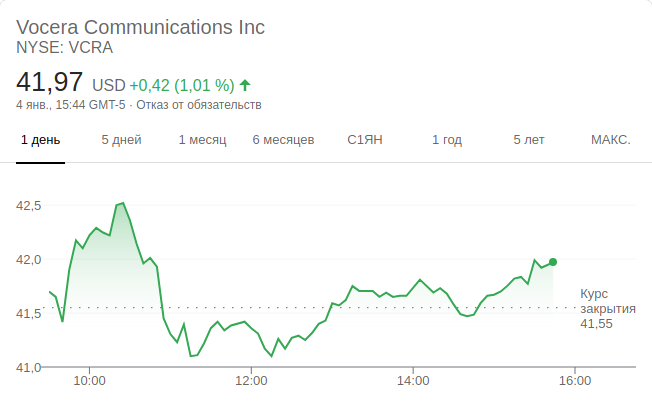 Vocera Communications Inc
NYSE: VCRA
41,97 USD +0,42 (1,01 %)
4 янв., 15:44 GMT-5 · Отказ от обязательств
1 день 5 дней 1 месяц 6 месяцев С1ЯН 1 год 5 лет МАКС.
42,5
42,0
41,5
41,0
Курс
закрытия
41,55
10:00 12:00 14:00 16:00